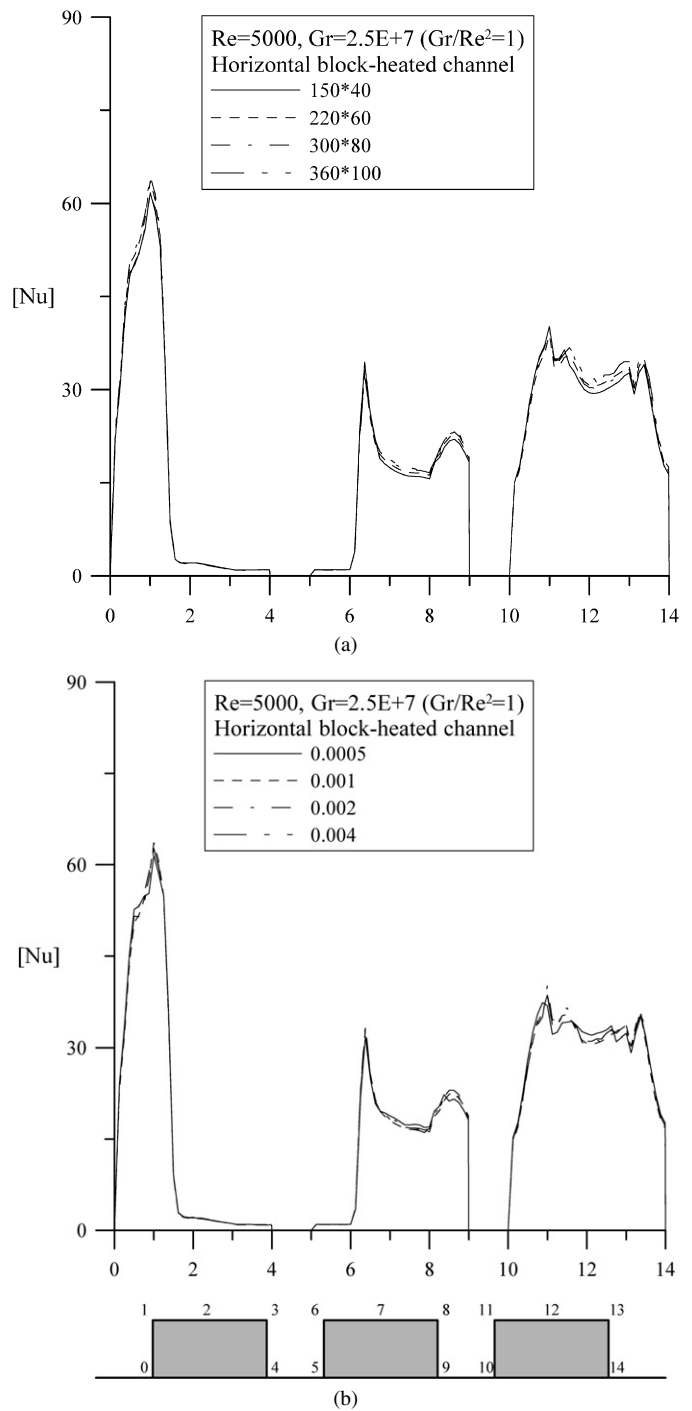 90
Re=5000, Gr=2.5E+7 (Gr/Re²=1)
Horizontal block-heated channel
150*40
220*60
300*80
360*100
60
[Nu]
30
0
0 2 4 6 8 10 12 14
(a)
90
Re=5000, Gr=2.5E+7 (Gr/Re²=1)
Horizontal block-heated channel
0.0005
0.001
0.002
0.004
60
[Nu]
30
0
0 2 4 6 8 10 12 14
1 2 3 6 7 8 11 12 13
0 4 5 9 10 14
(b)